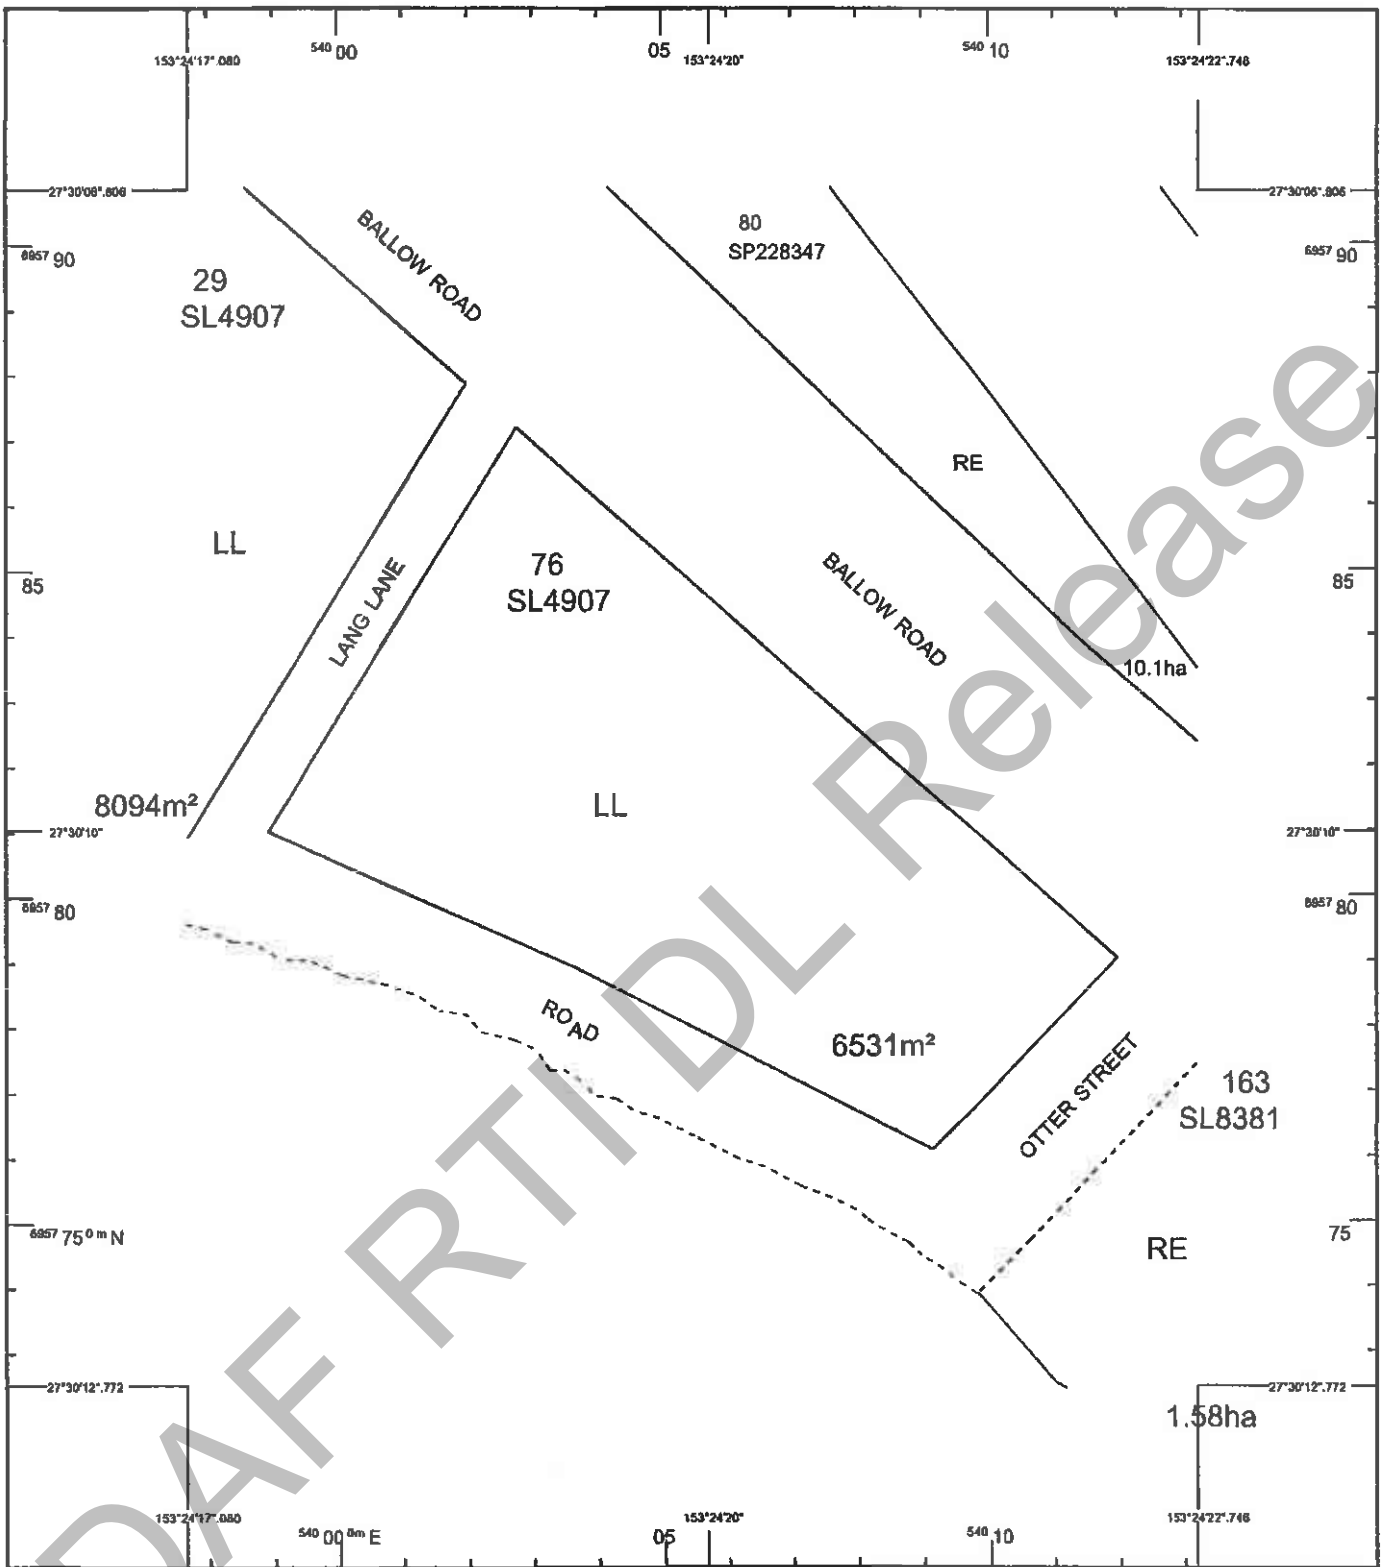 540 00
05
540 10
153°24'17".080
153°24'20"
153°24'22".748
27°30'06".806
27°30'06".806
BALLOW ROAD
80
SP228347
6957 90
6957 90
29
SL4907
RE
LL
76
SL4907
BALLOW ROAD
85
85
LANG LANE
10.1ha
8094m²
LL
27°30'10"
27°30'10"
6957 80
6957 80
ROAD
6531m²
OTTER STREET
163
SL8381
6957 75 0 m N
75
RE
27°30'12".772
27°30'12".772
1.58ha
153°24'17".080
153°24'20"
153°24'22".748
540 00 0m E
05
540 10
DAF RTI DL Release